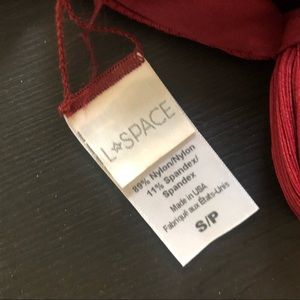 L☆SPACE
89% Nylon/Nylon
11% Spandex/
Spandex
Made in USA
Fabriqué aux États-Unis
S/P